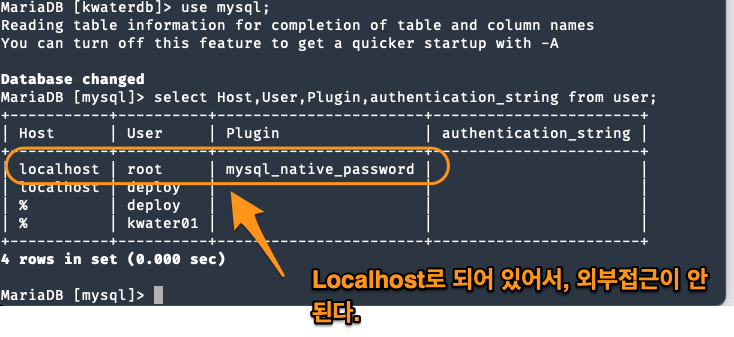 MariaDB [kwaterdb]> use mysql;
Reading table information for completion of table and column names
You can turn off this feature to get a quicker startup with -A
Database changed
MariaDB [mysql]> select Host,User,Plugin,authentication_string from user;
+-----------+----------+-----------------------+-----------------------+
| Host      | User     | Plugin                | authentication_string |
+-----------+----------+-----------------------+-----------------------+
| localhost | root     | mysql_native_password |                       |
| localhost | deploy   |                       |                       |
| %         | deploy   |                       |                       |
| %         | kwater01 |                       |                       |
+-----------+----------+-----------------------+-----------------------+
4 rows in set (0.000 sec)
Localhost로 되어 있어서, 외부접근이 안
된다.
MariaDB [mysql]>